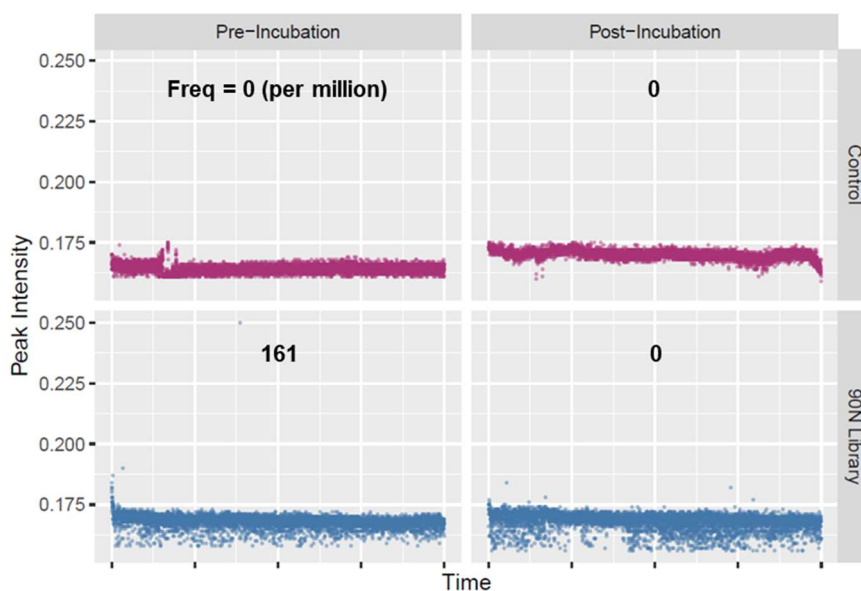 Pre−Incubation
Post−Incubation
0.250
0.225
0.200
0.175
Freq = 0 (per million)
0
Control
Peak Intensity
0.250
0.225
0.200
0.175
161
0
90N Library
Time